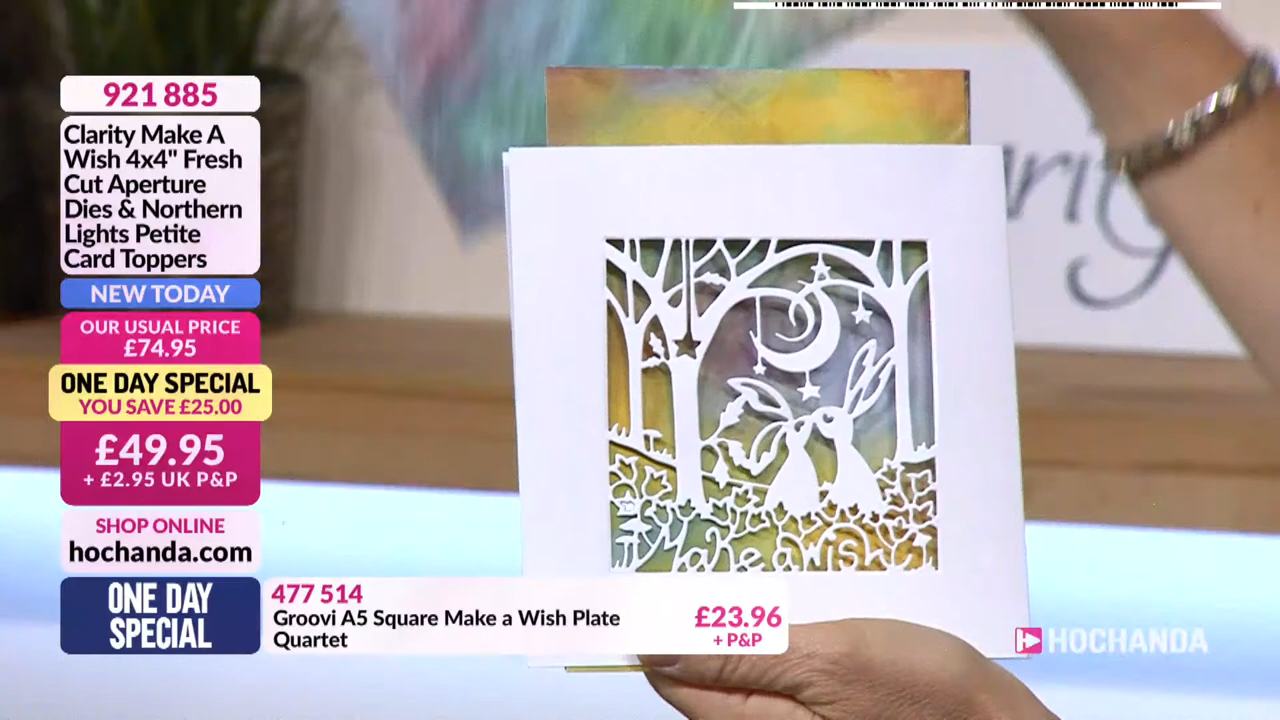 921 885
Clarity Make A
Wish 4x4" Fresh
Cut Aperture
Dies & Northern
Lights Petite
Card Toppers
NEW TODAY
OUR USUAL PRICE
£74.95
ONE DAY SPECIAL
YOU SAVE £25.00
£49.95
+ £2.95 UK P&P
SHOP ONLINE
hochanda.com
ONE DAY
SPECIAL
477 514
Groovi A5 Square Make a Wish Plate
Quartet
£23.96
+ P&P
Make a wish
HOCHANDA